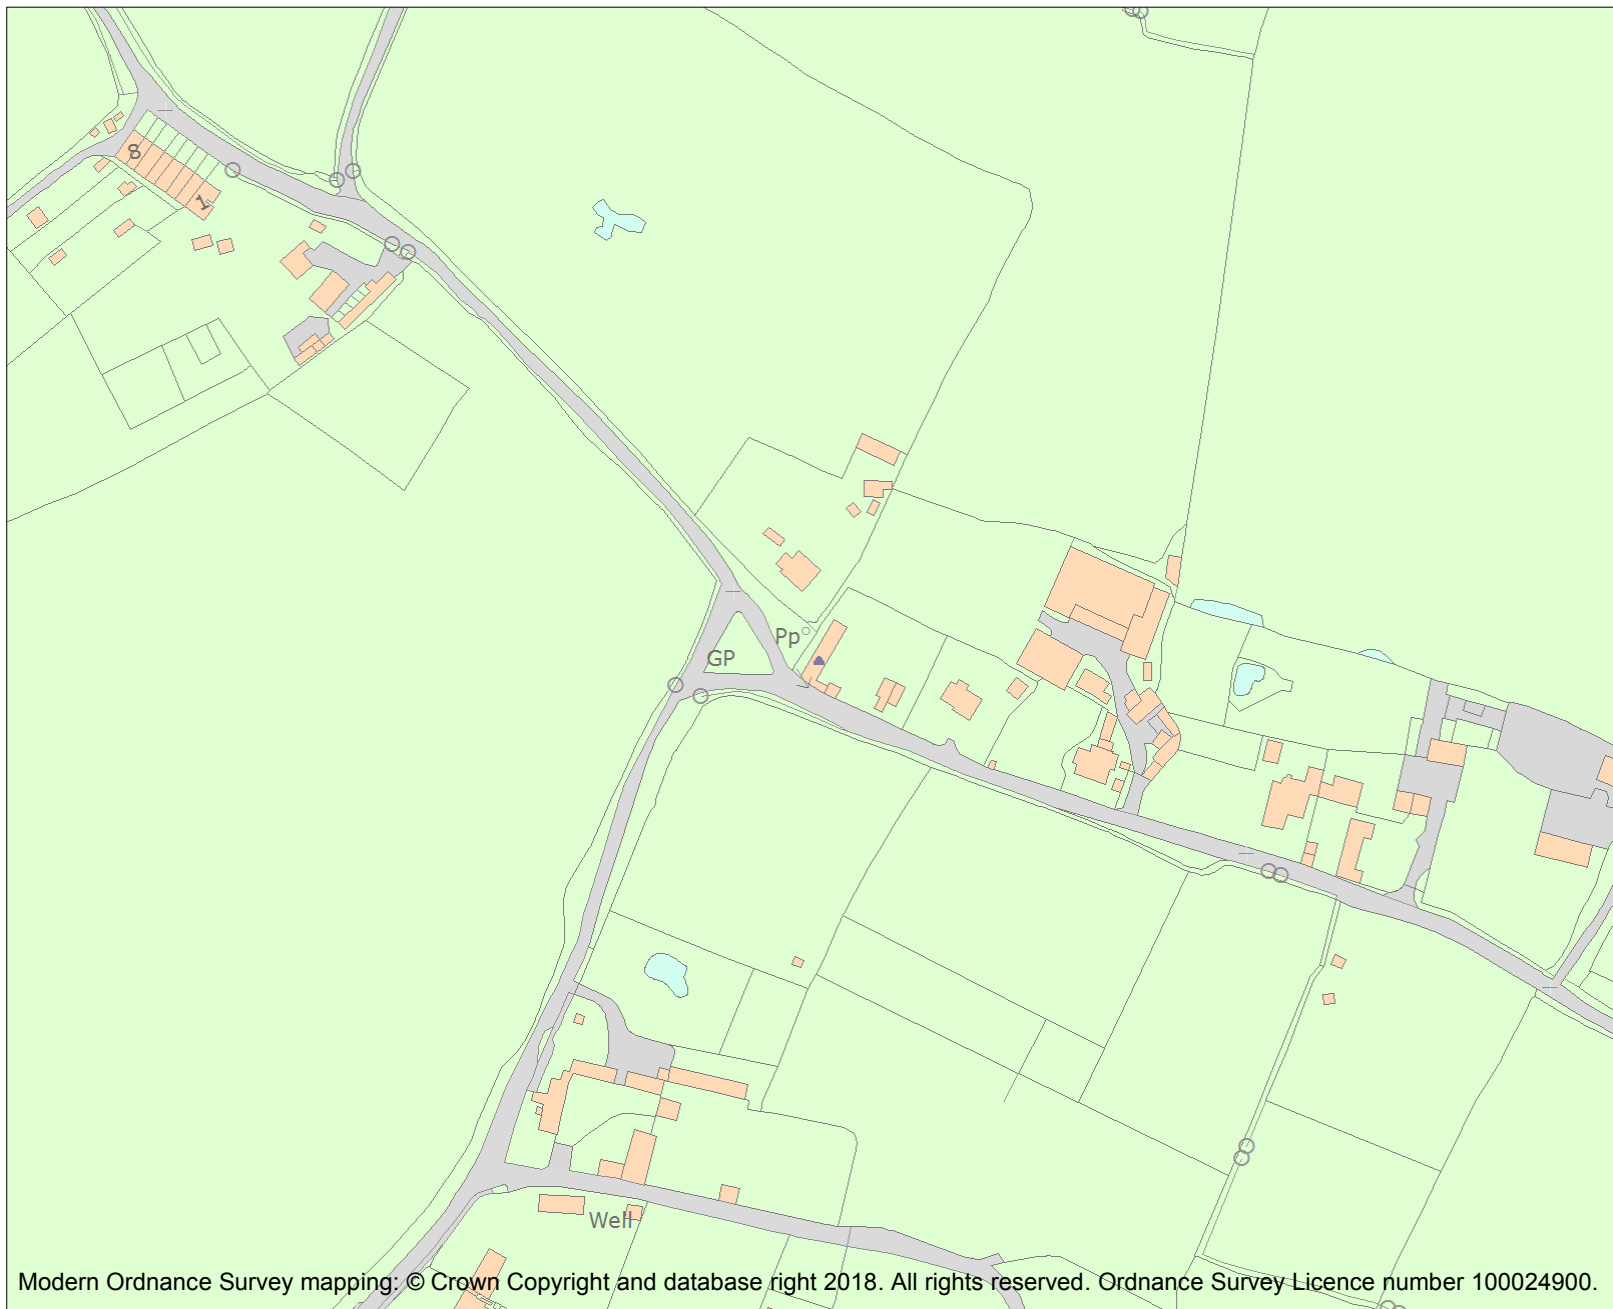 8
1
Pp
GP
Well
Modern Ordnance Survey mapping: © Crown Copyright and database right 2018. All rights reserved. Ordnance Survey Licence number 100024900.